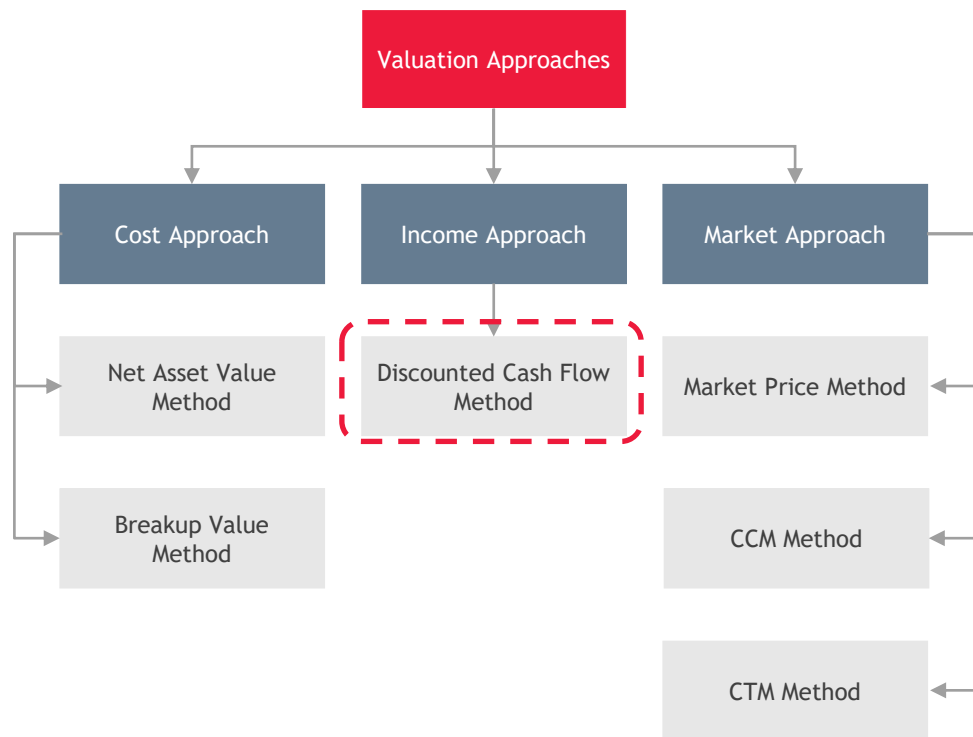 Valuation Approaches
Cost Approach
Income Approach
Market Approach
Net Asset Value
Method
Discounted Cash Flow
Method
Market Price Method
Breakup Value
Method
CCM Method
CTM Method